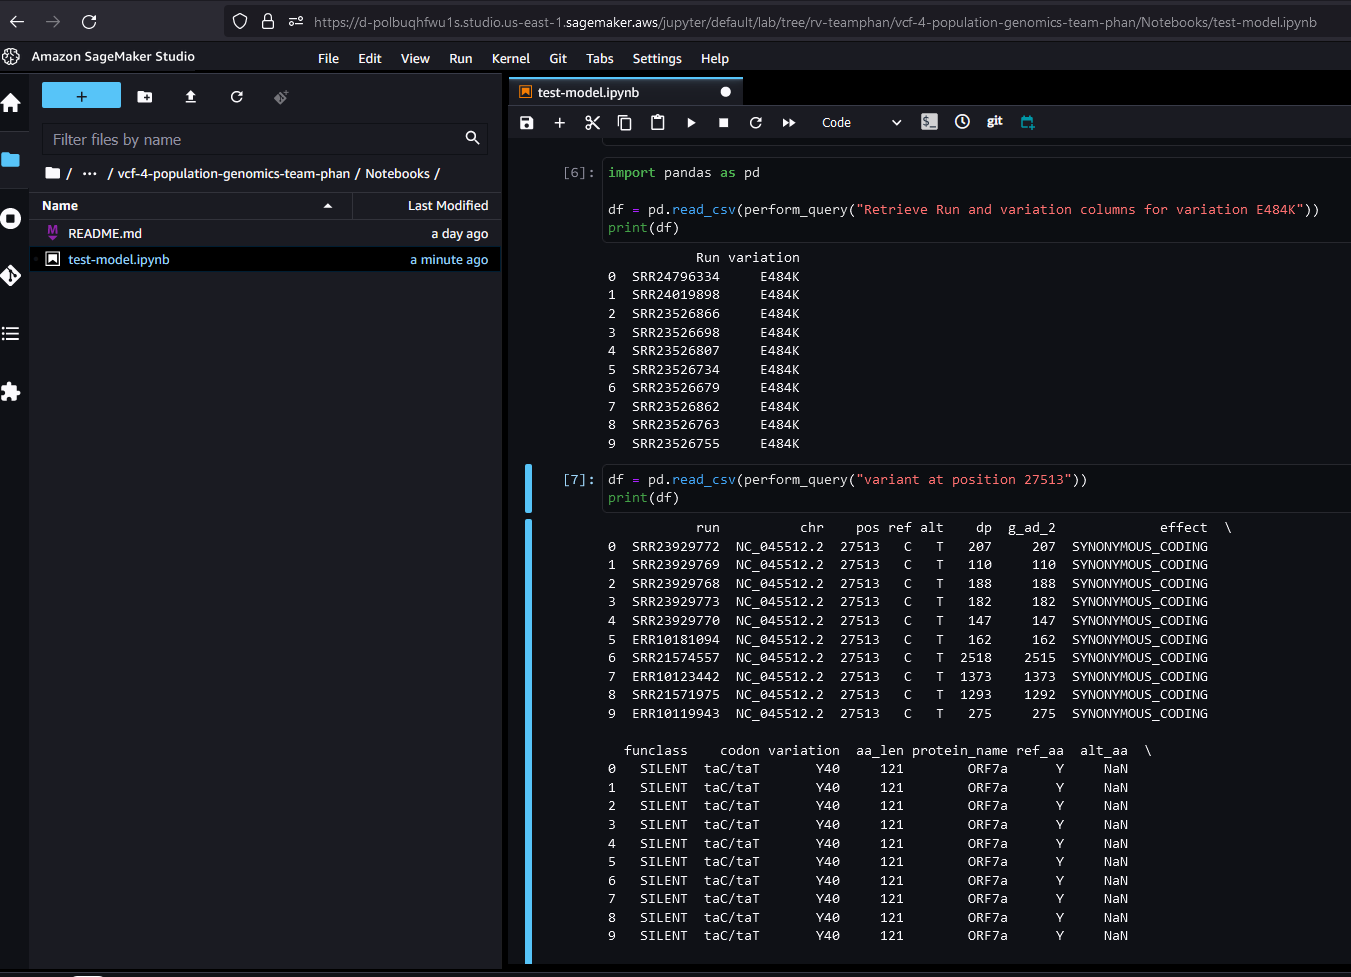 https://d-polbuqhfwu1s.studio.us-east-1.sagemaker.aws/jupyter/default/lab/tree/rv-teamphan/vcf-4-population-genomics-team-phan/Notebooks/test-model.ipynb
Amazon SageMaker Studio
File Edit View Run Kernel Git Tabs Settings Help
+
Filter files by name
/ ··· / vcf-4-population-genomics-team-phan / Notebooks /
Name Last Modified
README.md a day ago
test-model.ipynb a minute ago
test-model.ipynb
Code git
[6]: import pandas as pd
df = pd.read_csv(perform_query("Retrieve Run and variation columns for variation E484K"))
print(df)
Run variation
0 SRR24796334 E484K
1 SRR24019898 E484K
2 SRR23526866 E484K
3 SRR23526698 E484K
4 SRR23526807 E484K
5 SRR23526734 E484K
6 SRR23526679 E484K
7 SRR23526862 E484K
8 SRR23526763 E484K
9 SRR23526755 E484K
[7]: df = pd.read_csv(perform_query("variant at position 27513"))
print(df)
run chr pos ref alt dp g_ad_2 effect \
0 SRR23929772 NC_045512.2 27513 C T 207 207 SYNONYMOUS_CODING
1 SRR23929769 NC_045512.2 27513 C T 110 110 SYNONYMOUS_CODING
2 SRR23929768 NC_045512.2 27513 C T 188 188 SYNONYMOUS_CODING
3 SRR23929773 NC_045512.2 27513 C T 182 182 SYNONYMOUS_CODING
4 SRR23929770 NC_045512.2 27513 C T 147 147 SYNONYMOUS_CODING
5 ERR10181094 NC_045512.2 27513 C T 162 162 SYNONYMOUS_CODING
6 SRR21574557 NC_045512.2 27513 C T 2518 2515 SYNONYMOUS_CODING
7 ERR10123442 NC_045512.2 27513 C T 1373 1373 SYNONYMOUS_CODING
8 SRR21571975 NC_045512.2 27513 C T 1293 1292 SYNONYMOUS_CODING
9 ERR10119943 NC_045512.2 27513 C T 275 275 SYNONYMOUS_CODING
funclass codon variation aa_len protein_name ref_aa alt_aa \
0 SILENT taC/taT Y40 121 ORF7a Y NaN
1 SILENT taC/taT Y40 121 ORF7a Y NaN
2 SILENT taC/taT Y40 121 ORF7a Y NaN
3 SILENT taC/taT Y40 121 ORF7a Y NaN
4 SILENT taC/taT Y40 121 ORF7a Y NaN
5 SILENT taC/taT Y40 121 ORF7a Y NaN
6 SILENT taC/taT Y40 121 ORF7a Y NaN
7 SILENT taC/taT Y40 121 ORF7a Y NaN
8 SILENT taC/taT Y40 121 ORF7a Y NaN
9 SILENT taC/taT Y40 121 ORF7a Y NaN